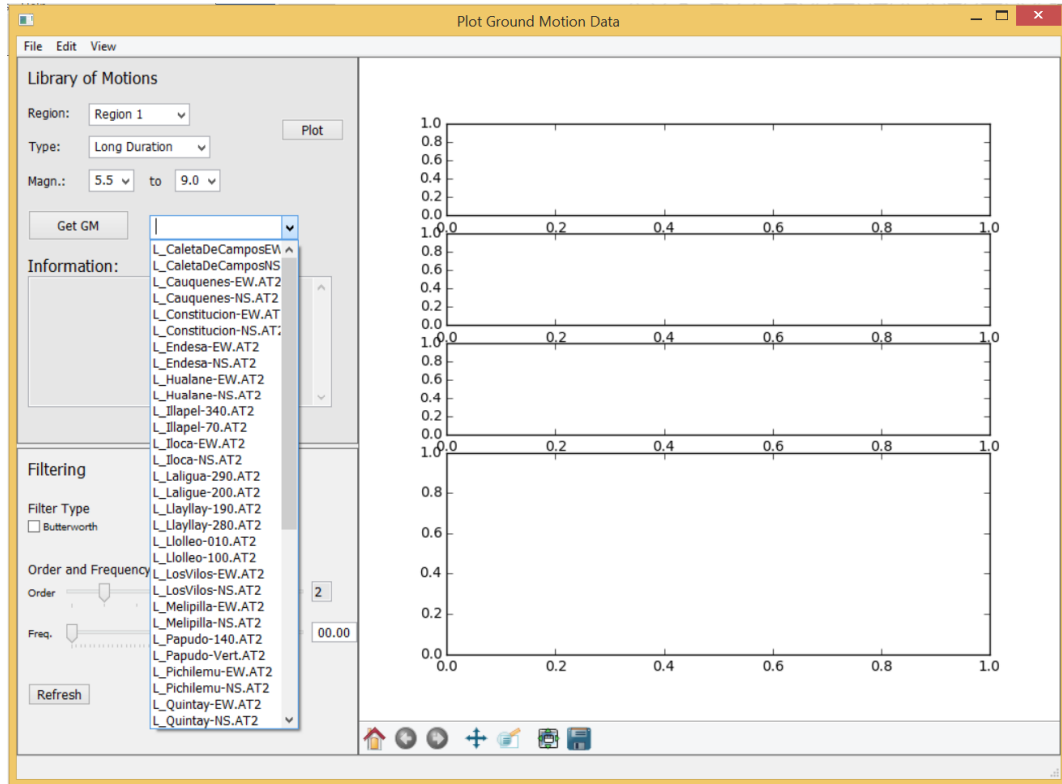 Plot Ground Motion Data
File Edit View
Library of Motions
Region: Region 1
Plot
Type: Long Duration
Magn.: 5.5 to 9.0
Get GM
Information:
L_CaletaDeCamposEW
L_CaletaDeCamposNS
L_Cauquenes-EW.AT2
L_Cauquenes-NS.AT2
L_Constitucion-EW.AT
L_Constitucion-NS.AT2
L_Endesa-EW.AT2
L_Endesa-NS.AT2
L_Hualane-EW.AT2
L_Hualane-NS.AT2
L_Illapel-340.AT2
L_Illapel-70.AT2
L_Iloca-EW.AT2
L_Iloca-NS.AT2
L_Laligua-290.AT2
L_Laligue-200.AT2
L_Llayllay-190.AT2
L_Llayllay-280.AT2
L_Llolleo-010.AT2
L_Llolleo-100.AT2
L_LosVilos-EW.AT2
L_LosVilos-NS.AT2
L_Melipilla-EW.AT2
L_Melipilla-NS.AT2
L_Papudo-140.AT2
L_Papudo-Vert.AT2
L_Pichilemu-EW.AT2
L_Pichilemu-NS.AT2
L_Quintay-EW.AT2
L_Quintay-NS.AT2
Filtering
Filter Type
Butterworth
Order and Frequency
Order 2
Freq. 00.00
Refresh
1.0
0.8
0.6
0.4
0.2
0.0
0.0 0.2 0.4 0.6 0.8 1.0
1.0
0.8
0.6
0.4
0.2
0.0
0.0 0.2 0.4 0.6 0.8 1.0
1.0
0.8
0.6
0.4
0.2
0.0
0.0 0.2 0.4 0.6 0.8 1.0
1.0
0.8
0.6
0.4
0.2
0.0
0.0 0.2 0.4 0.6 0.8 1.0